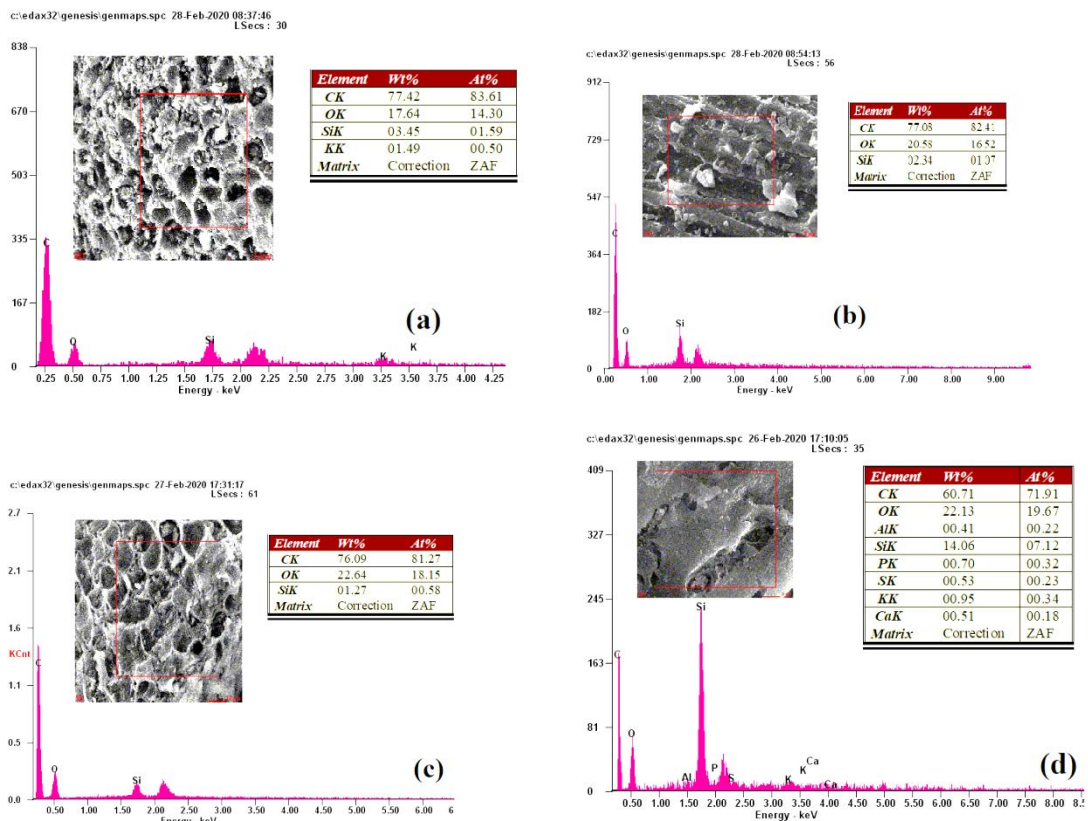 c:\edax32\genesis\genmaps.spc 28-Feb-2020 08:37:46
LSecs : 30
838
670
503
335
167
0
C
O
Si
K
K
0.25 0.50 0.75 1.00 1.25 1.50 1.75 2.00 2.25 2.50 2.75 3.00 3.25 3.50 3.75 4.00 4.25
Energy - keV
Element Wt% At%
CK 77.42 83.61
OK 17.64 14.30
SiK 03.45 01.59
KK 01.49 00.50
Matrix Correction ZAF
(a)
c:\edax32\genesis\genmaps.spc 28-Feb-2020 08:54:13
LSecs : 56
912
729
547
364
182
0
C
O
Si
0.00 1.00 2.00 3.00 4.00 5.00 6.00 7.00 8.00 9.00
Energy - keV
Element Wt% At%
CK 77.08 82.41
OK 20.58 16.52
SiK 02.34 01.07
Matrix Correction ZAF
(b)
c:\edax32\genesis\genmaps.spc 27-Feb-2020 17:31:17
LSecs : 61
2.7
2.1
1.6
KCnt
1.1
0.5
0.0
C
O
Si
0.50 1.00 1.50 2.00 2.50 3.00 3.50 4.00 4.50 5.00 5.50 6.00
Energy - keV
Element Wt% At%
CK 76.09 81.27
OK 22.64 18.15
SiK 01.27 00.58
Matrix Correction ZAF
(c)
c:\edax32\genesis\genmaps.spc 26-Feb-2020 17:10:05
LSecs : 35
409
327
245
163
81
0
C
O
Al
Si
P
S
K
K
Ca
Ca
0.50 1.00 1.50 2.00 2.50 3.00 3.50 4.00 4.50 5.00 5.50 6.00 6.50 7.00 7.50 8.00 8.5
Energy - keV
Element Wt% At%
CK 60.71 71.91
OK 22.13 19.67
AlK 00.41 00.22
SiK 14.06 07.12
PK 00.70 00.32
SK 00.53 00.23
KK 00.95 00.34
CaK 00.51 00.18
Matrix Correction ZAF
(d)